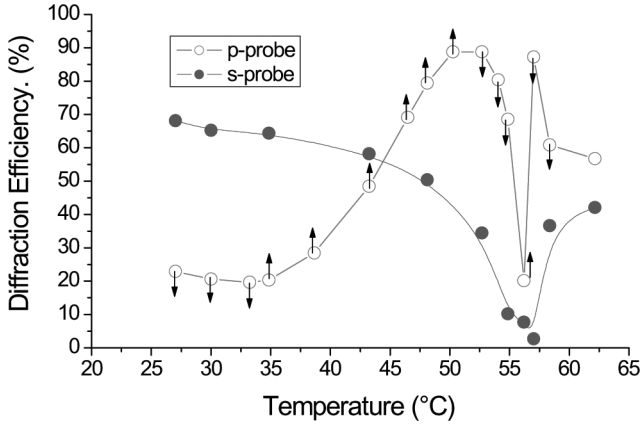 100
90
80
70
60
50
40
30
20
10
0
Diffraction Efficiency. (%)
p-probe
s-probe
20 25 30 35 40 45 50 55 60 65
Temperature (°C)